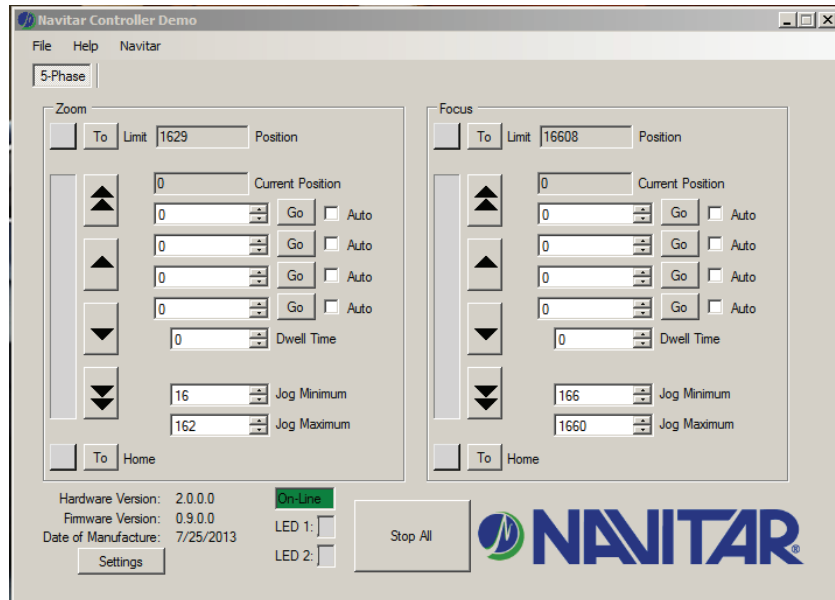 Navitar Controller Demo
File Help Navitar
5-Phase
Zoom
To Limit 1629 Position
0 Current Position
0 Go Auto
0 Go Auto
0 Go Auto
0 Go Auto
0 Dwell Time
16 Jog Minimum
162 Jog Maximum
To Home
Focus
To Limit 16608 Position
0 Current Position
0 Go Auto
0 Go Auto
0 Go Auto
0 Go Auto
0 Dwell Time
166 Jog Minimum
1660 Jog Maximum
To Home
Hardware Version: 2.0.0.0
Firmware Version: 0.9.0.0
Date of Manufacture: 7/25/2013
Settings
On-Line
LED 1:
LED 2:
Stop All
NAVITAR®